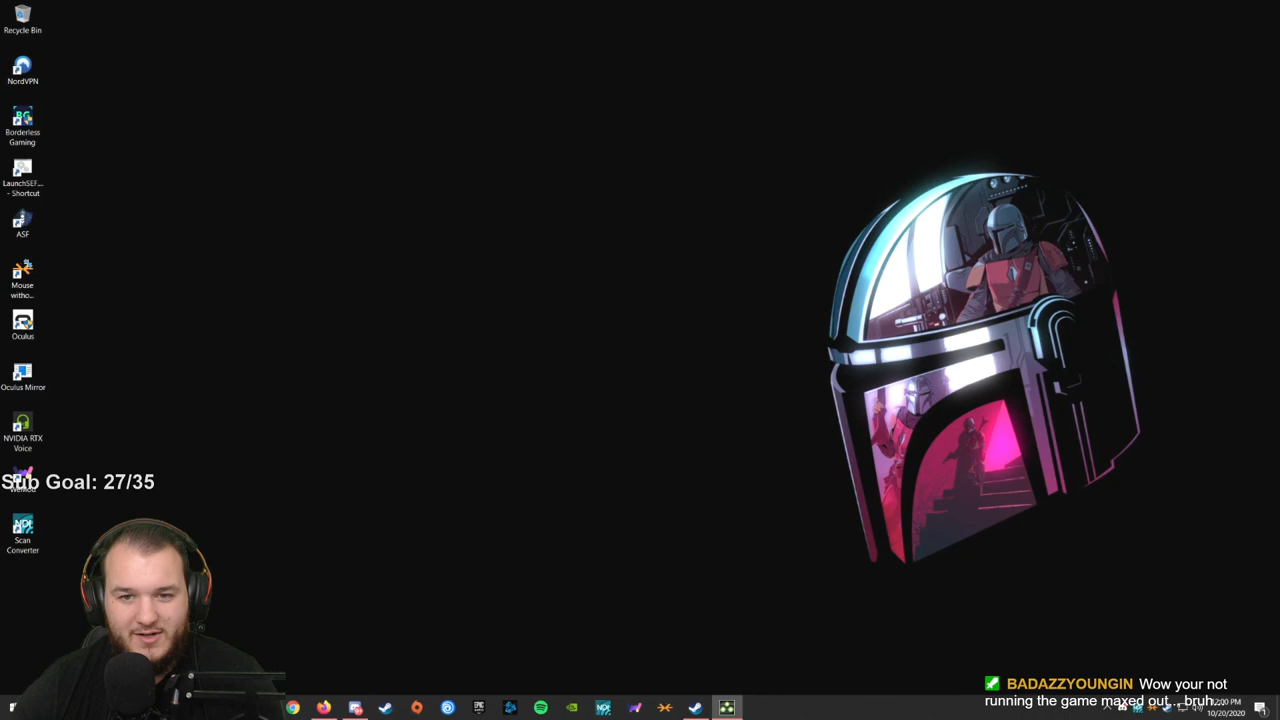 Recycle Bin
NordVPN
Borderless
Gaming
LaunchSEF...
- Shortcut
ASF
Mouse
witho...
Oculus
Oculus Mirror
NVIDIA RTX
Voice
Sub Goal: 27/35
Scan
Converter
BADAZZYOUNGIN Wow your not
running the game maxed out... bruh...
10/20/2020